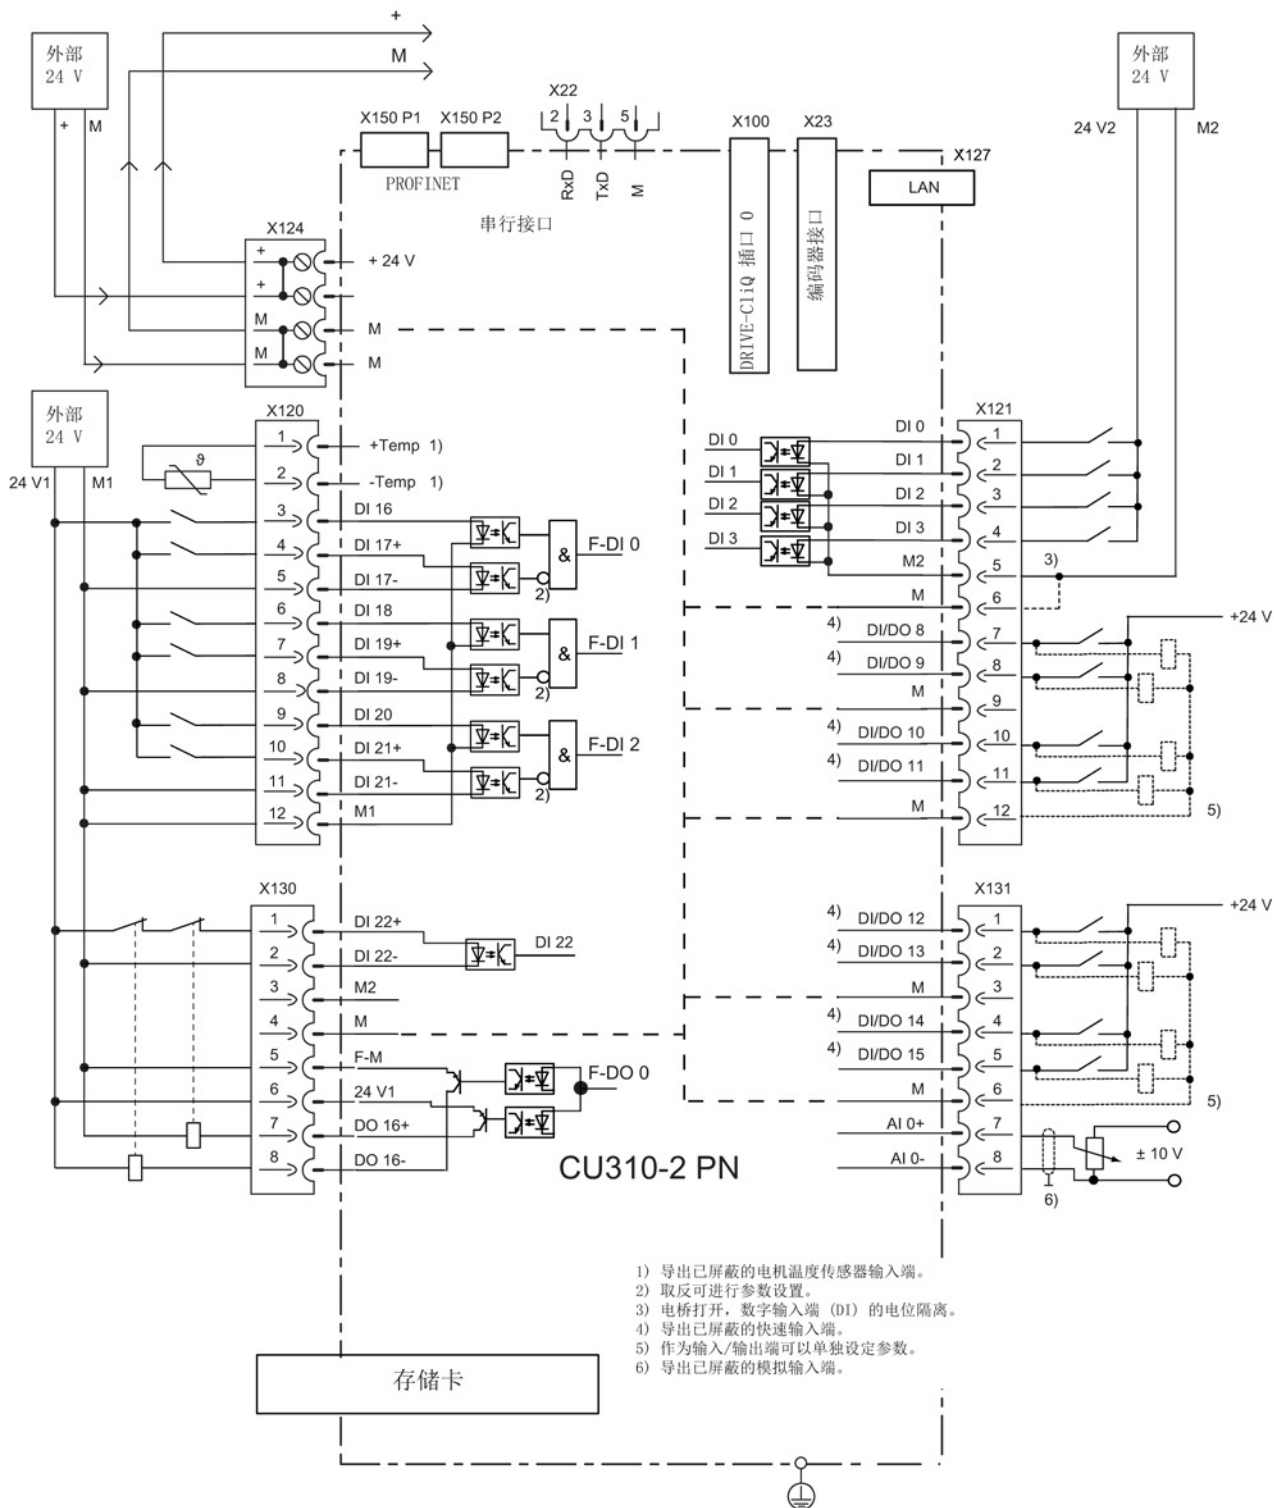 +
M
外部
24 V
+ M
外部
24 V
24 V2
M2
X22
2 3 5
RxD
TxD
M
X150 P1
X150 P2
PROFINET
串行接口
X100
DRIVE-CliQ 插口 0
X23
编码器接口
X127
LAN
X124
+
+ 24 V
+
M
M
M
M
外部
24 V
24 V1
M1
X120
ϑ
1
+Temp 1)
2
-Temp 1)
3
DI 16
4
DI 17+
5
DI 17-
6
DI 18
7
DI 19+
8
DI 19-
9
DI 20
10
DI 21+
11
DI 21-
12
M1
&
F-DI 0
2)
&
F-DI 1
2)
&
F-DI 2
2)
X121
DI 0
DI 0
1
DI 1
DI 1
2
DI 2
DI 2
3
DI 3
DI 3
4
M2
5
3)
M
6
+24 V
4)
DI/DO 8
7
4)
DI/DO 9
8
M
9
4)
DI/DO 10
10
4)
DI/DO 11
11
M
12
5)
X130
1
DI 22+
2
DI 22-
DI 22
3
M2
4
M
5
F-M
6
24 V1
7
DO 16+
8
DO 16-
F-DO 0
X131
+24 V
4)
DI/DO 12
1
4)
DI/DO 13
2
M
3
4)
DI/DO 14
4
4)
DI/DO 15
5
M
6
5)
AI 0+
7
AI 0-
8
± 10 V
6)
CU310-2 PN
1) 导出已屏蔽的电机温度传感器输入端。
2) 取反可进行参数设置。
3) 电桥打开，数字输入端 (DI) 的电位隔离。
4) 导出已屏蔽的快速输入端。
5) 作为输入/输出端可以单独设定参数。
6) 导出已屏蔽的模拟输入端。
存储卡